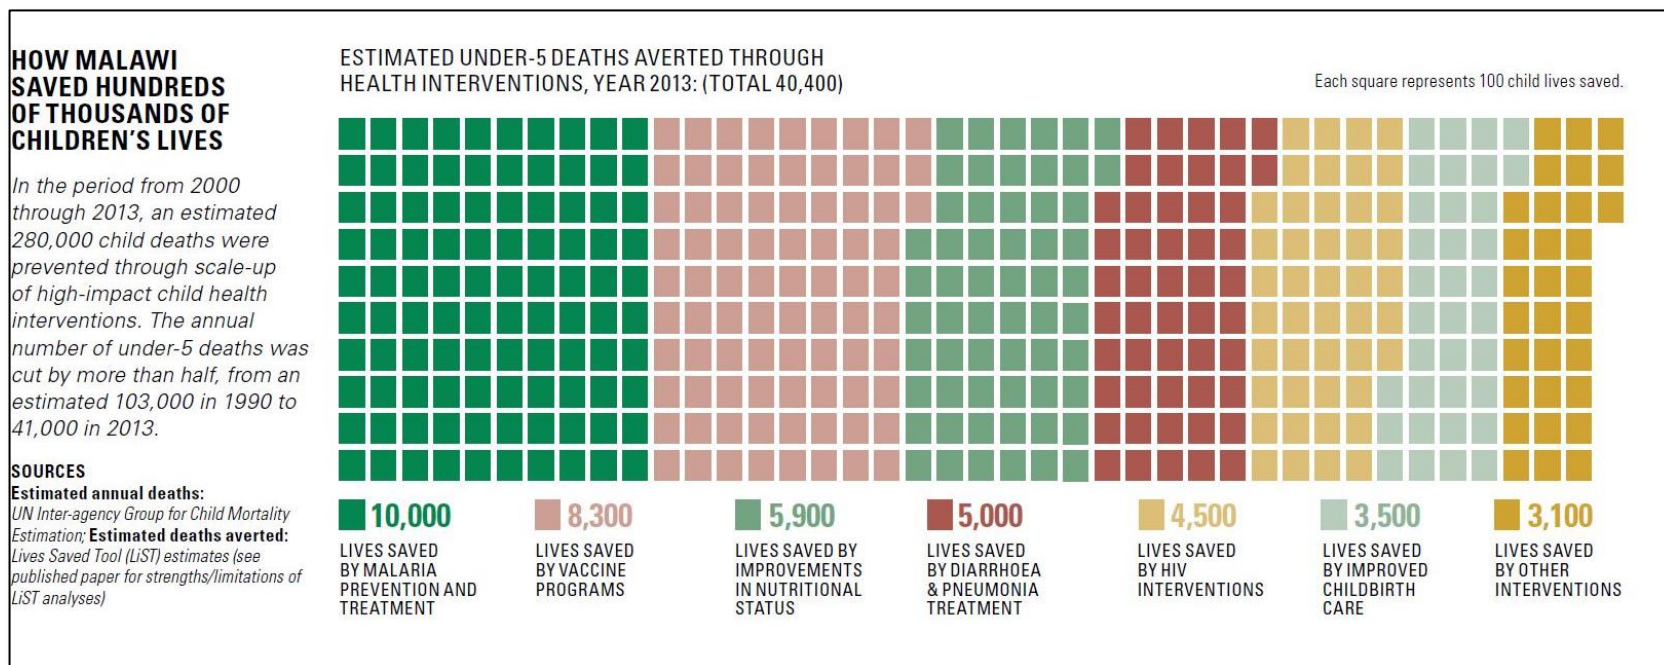 HOW MALAWI
SAVED HUNDREDS
OF THOUSANDS OF
CHILDREN'S LIVES
In the period from 2000
through 2013, an estimated
280,000 child deaths were
prevented through scale-up
of high-impact child health
interventions. The annual
number of under-5 deaths was
cut by more than half, from an
estimated 103,000 in 1990 to
41,000 in 2013.
SOURCES
Estimated annual deaths:
UN Inter-agency Group for Child Mortality
Estimation; Estimated deaths averted:
Lives Saved Tool (LiST) estimates (see
published paper for strengths/limitations of
LiST analyses)
ESTIMATED UNDER-5 DEATHS AVERTED THROUGH
HEALTH INTERVENTIONS, YEAR 2013: (TOTAL 40,400)
Each square represents 100 child lives saved.
10,000
LIVES SAVED
BY MALARIA
PREVENTION AND
TREATMENT
8,300
LIVES SAVED
BY VACCINE
PROGRAMS
5,900
LIVES SAVED BY
IMPROVEMENTS
IN NUTRITIONAL
STATUS
5,000
LIVES SAVED
BY DIARRHOEA
& PNEUMONIA
TREATMENT
4,500
LIVES SAVED
BY HIV
INTERVENTIONS
3,500
LIVES SAVED
BY IMPROVED
CHILDBIRTH
CARE
3,100
LIVES SAVED
BY OTHER
INTERVENTIONS